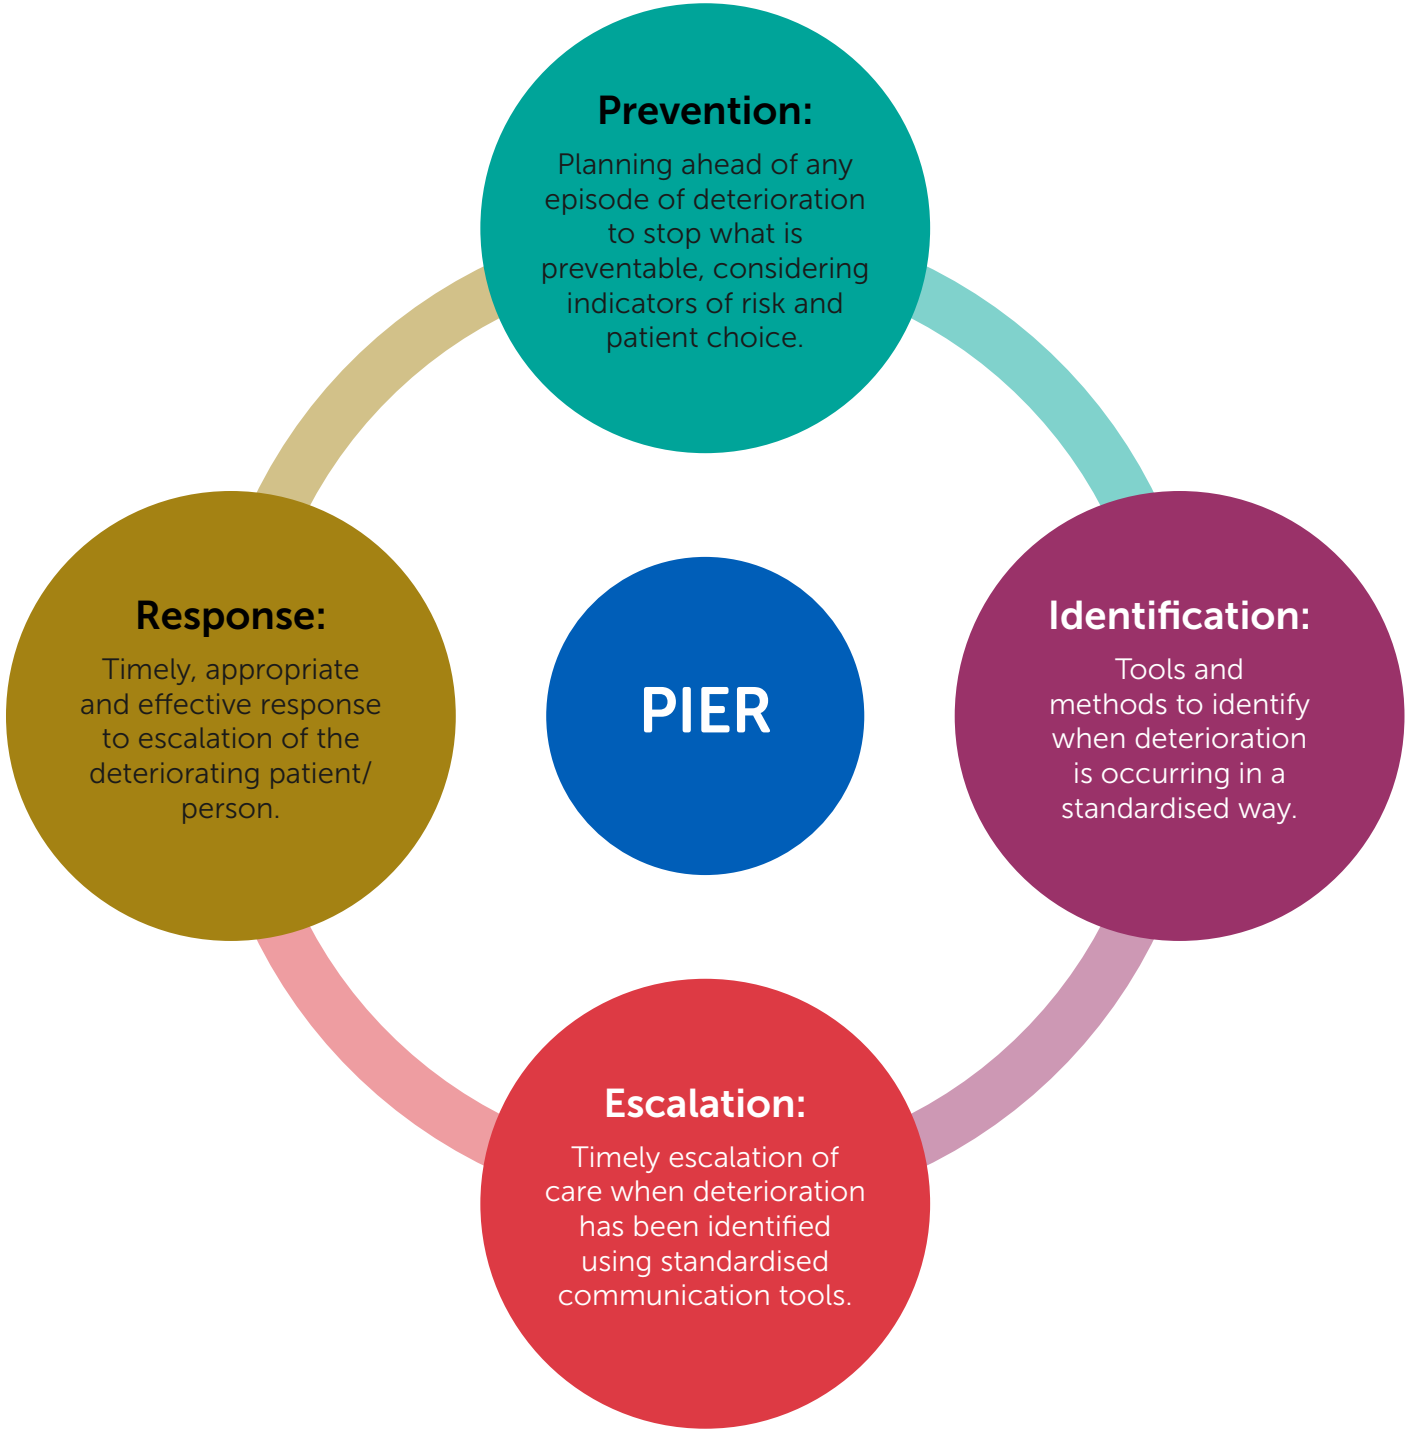 Prevention:
Planning ahead of any
episode of deterioration
to stop what is
preventable, considering
indicators of risk and
patient choice.
Response:
Timely, appropriate
and effective response
to escalation of the
deteriorating patient/
person.
PIER
Identification:
Tools and
methods to identify
when deterioration
is occurring in a
standardised way.
Escalation:
Timely escalation of
care when deterioration
has been identified
using standardised
communication tools.